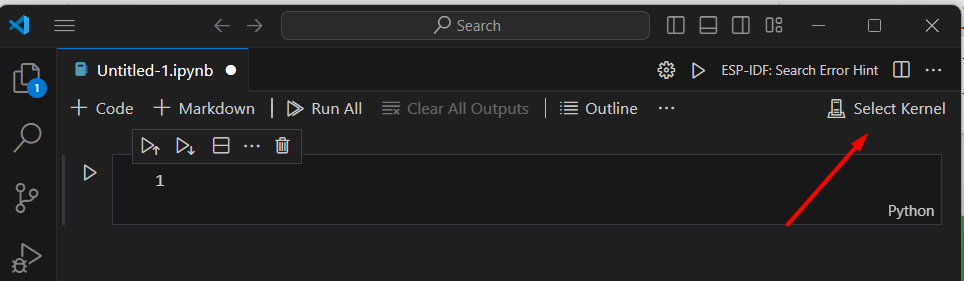 Search
1
Untitled-1.ipynb
ESP-IDF: Search Error Hint
Code Markdown Run All Clear All Outputs Outline Select Kernel
1
Python